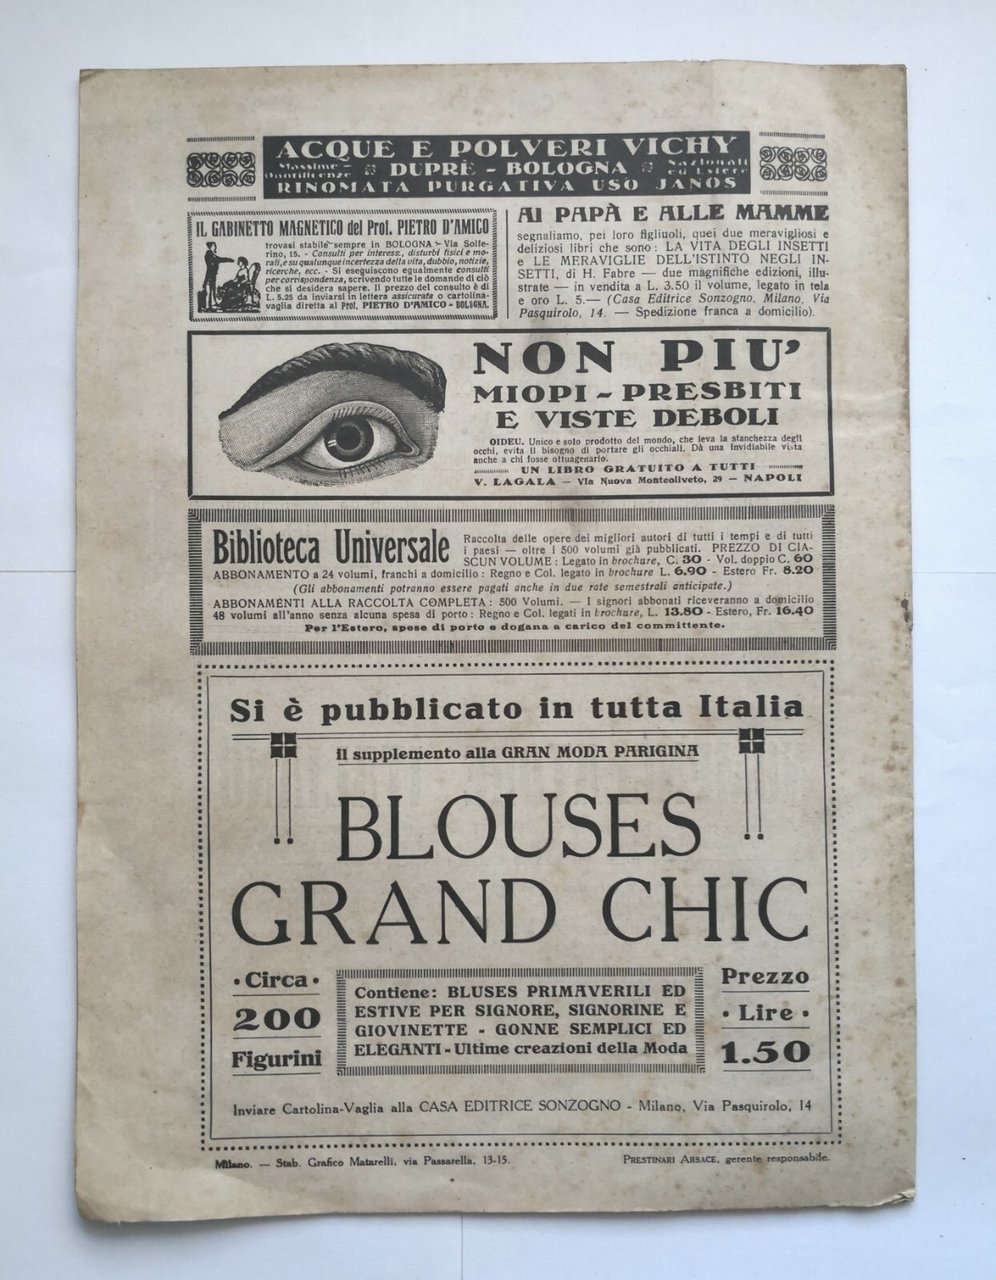 ACQUE E POLVERI VICHY
Massime Onorificenze
DUPRÈ - BOLOGNA
Nazionali ed Estere
RINOMATA PURGATIVA USO JANOS
IL GABINETTO MAGNETICO del Prof. PIETRO D'AMICO
trovasi stabile sempre in BOLOGNA - Via Solfe-
rino, 15. - Consulti per interessi, disturbi fisici e mo-
rali, e su qualunque incertezza della vita, dubbio, notizie,
ricerche, ecc. - Si eseguiscono egualmente consulti
per corrispondenza, scrivendo tutte le domande di ciò
che si desidera sapere. Il prezzo del consulto è di
L. 5.25 da inviarsi in lettera assicurata o cartolina-
vaglia diretta al Prof. PIETRO D'AMICO - BOLOGNA.
AI PAPÀ E ALLE MAMME
segnaliamo, pei loro figliuoli, quei due meravigliosi e
deliziosi libri che sono: LA VITA DEGLI INSETTI
e LE MERAVIGLIE DELL'ISTINTO NEGLI IN-
SETTI, di H. Fabre — due magnifiche edizioni, illu-
strate — in vendita a L. 3.50 il volume, legato in tela
e oro L. 5.— (Casa Editrice Sonzogno, Milano, Via
Pasquirolo, 14. — Spedizione franca a domicilio).
NON PIU'
MIOPI - PRESBITI
E VISTE DEBOLI
OIDEU. Unico e solo prodotto del mondo, che leva la stanchezza degli
occhi, evita il bisogno di portare gli occhiali. Dà una invidiabile vista
anche a chi fosse ottuagenario.
UN LIBRO GRATUITO A TUTTI
V. LAGALA — Via Nuova Monteoliveto, 29 — NAPOLI
Biblioteca Universale
Raccolta delle opere dei migliori autori di tutti i tempi e di tutti
i paesi — oltre i 500 volumi già pubblicati. PREZZO DI CIA-
SCUN VOLUME: Legato in brochure, C. 30 · Vol. doppio C. 60
ABBONAMENTO a 24 volumi, franchi a domicilio: Regno e Col. legato in brochure L. 6.90 - Estero Fr. 8.20
(Gli abbonamenti potranno essere pagati anche in due rate semestrali anticipate.)
ABBONAMENTI ALLA RACCOLTA COMPLETA: 500 Volumi. — I signori abbonati riceveranno a domicilio
48 volumi all'anno senza alcuna spesa di porto: Regno e Col. legati in brochure, L. 13.80 - Estero, Fr. 16.40
Per l'Estero, spese di porto e dogana a carico del committente.
Si è pubblicato in tutta Italia
il supplemento alla GRAN MODA PARIGINA
BLOUSES
GRAND CHIC
· Circa ·
200
Figurini
Contiene: BLUSES PRIMAVERILI ED
ESTIVE PER SIGNORE, SIGNORINE E
GIOVINETTE - GONNE SEMPLICI ED
ELEGANTI - Ultime creazioni della Moda
Prezzo
· Lire ·
1.50
Inviare Cartolina-Vaglia alla CASA EDITRICE SONZOGNO - Milano, Via Pasquirolo, 14
Milano. — Stab. Grafico Matarelli, via Passarella, 13-15.
PRESTINARI ARSACE, gerente responsabile.